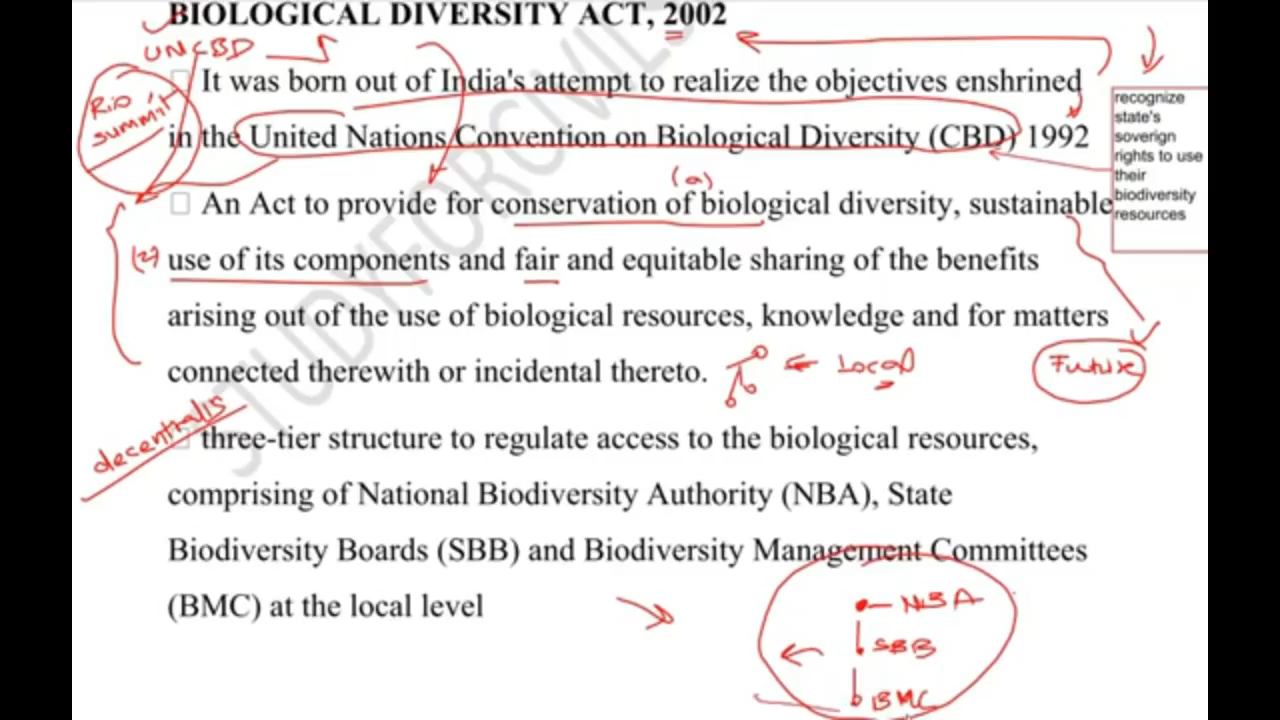 BIOLOGICAL DIVERSITY ACT, 2002
UNCBD
It was born out of India's attempt to realize the objectives enshrined
Rio
summit
in the United Nations Convention on Biological Diversity (CBD) 1992
recognize
state's
soverign
rights to use
their
biodiversity
resources
(a)
An Act to provide for conservation of biological diversity, sustainable
(2)
use of its components and fair and equitable sharing of the benefits
arising out of the use of biological resources, knowledge and for matters
connected therewith or incidental thereto.
Local
Future
decentralis
three-tier structure to regulate access to the biological resources,
comprising of National Biodiversity Authority (NBA), State
Biodiversity Boards (SBB) and Biodiversity Management Committees
(BMC) at the local level
NBA
SBB
BMC
STUDYFORCIVIL